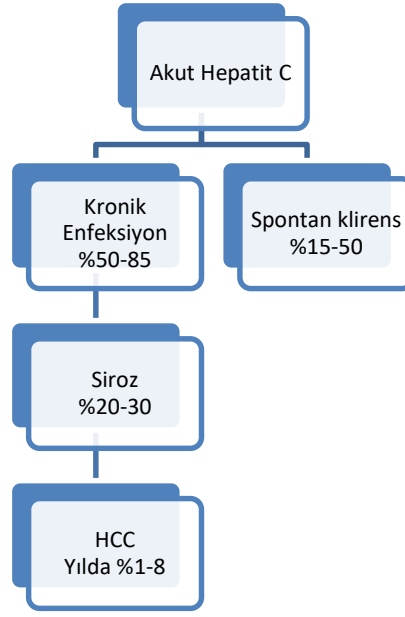 Akut Hepatit C
Kronik
Enfeksiyon
%50-85
Spontan klirens
%15-50
Siroz
%20-30
HCC
Yılda %1-8